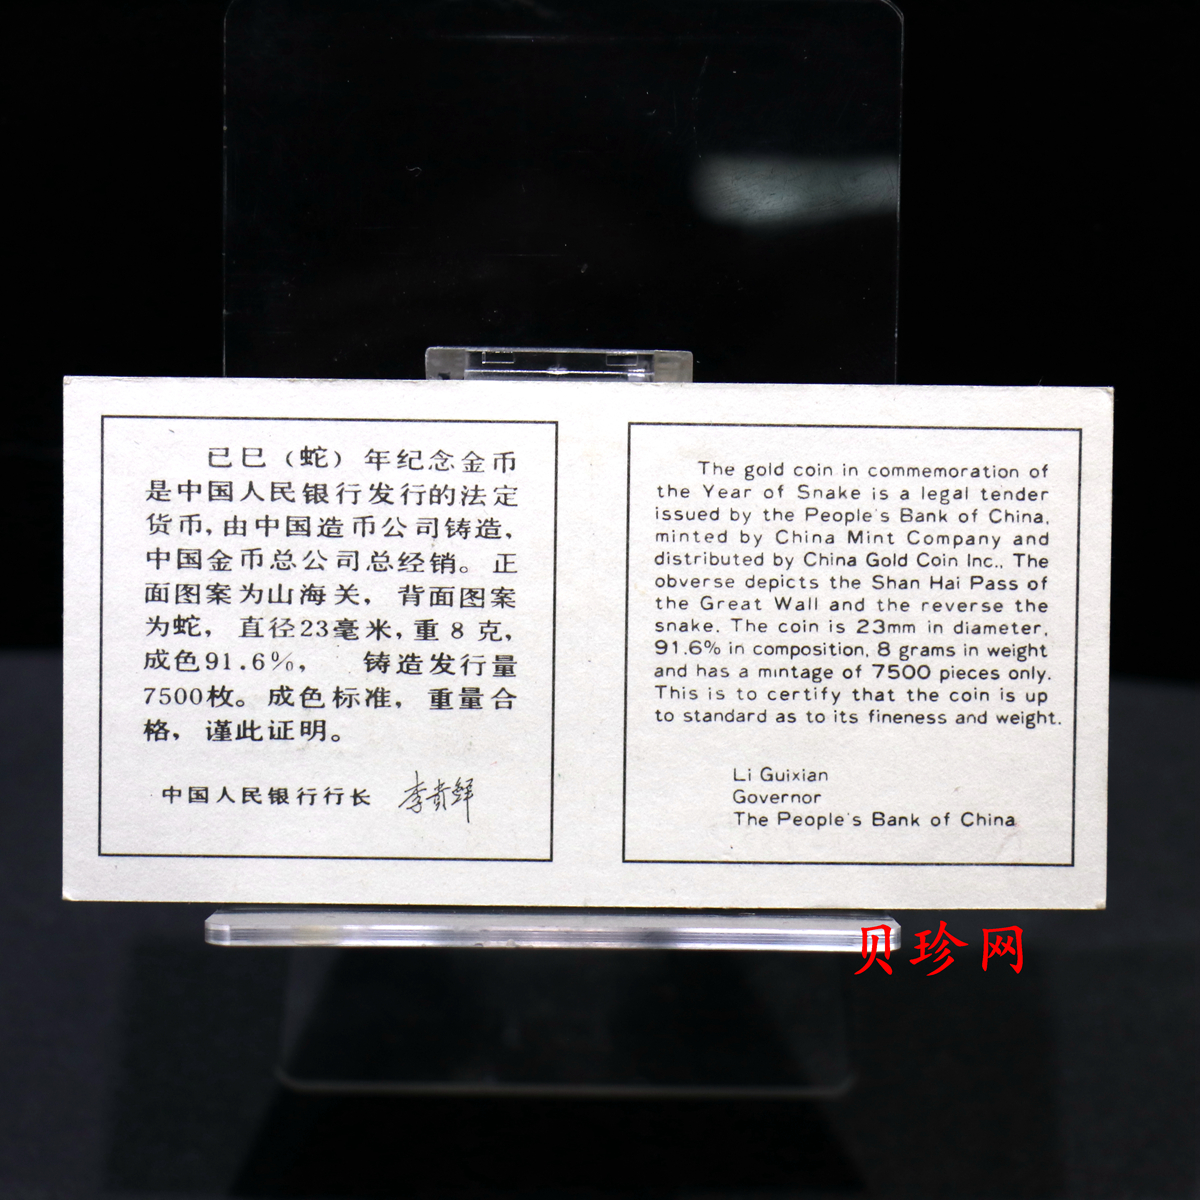 己巳（蛇）年纪念金币
是中国人民银行发行的法定
货币,由中国造币公司铸造,
中国金币总公司总经销。正
面图案为山海关，背面图案
为蛇，直径23毫米,重8克,
成色91.6%，铸造发行量
7500枚。成色标准，重量合
格，谨此证明。
中国人民银行行长 李贵鲜
The gold coin in commemoration of
the Year of Snake is a legal tender
issued by the People's Bank of China,
minted by China Mint Company and
distributed by China Gold Coin Inc.. The
obverse depicts the Shan Hai Pass of
the Great Wall and the reverse the
snake. The coin is 23mm in diameter,
91.6% in composition, 8 grams in weight
and has a mintage of 7500 pieces only.
This is to certify that the coin is up
to standard as to its fineness and weight.
Li Guixian
Governor
The People's Bank of China
贝珍网